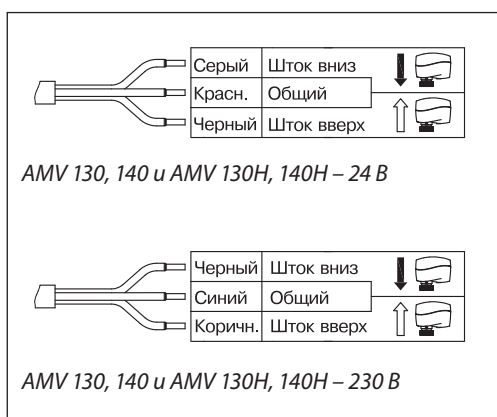 Серый Шток вниз
Красн. Общий
Черный Шток вверх
AMV 130, 140 и AMV 130H, 140H – 24 В
Черный Шток вниз
Синий Общий
Коричн. Шток вверх
AMV 130, 140 и AMV 130H, 140H – 230 В